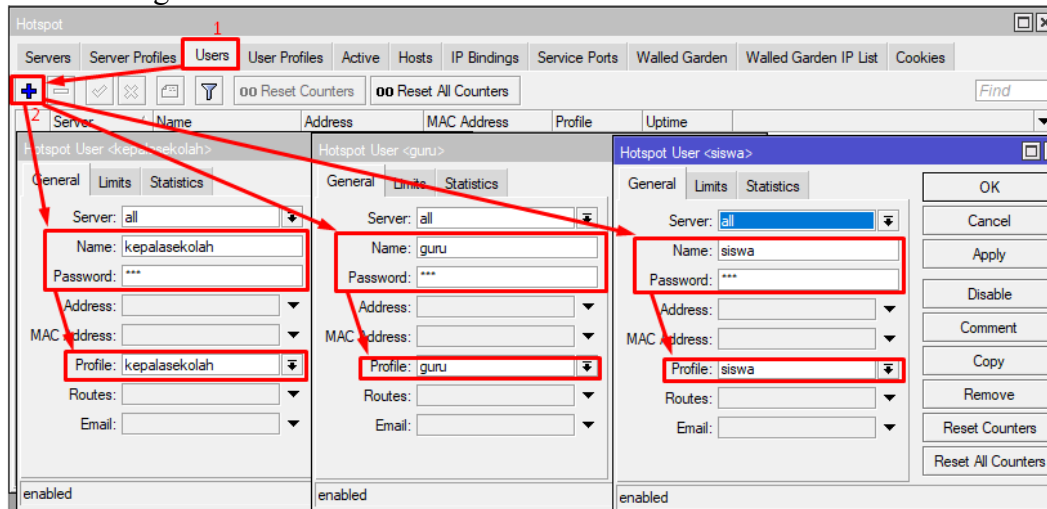 Hotspot
1
Servers Server Profiles Users User Profiles Active Hosts IP Bindings Service Ports Walled Garden Walled Garden IP List Cookies
00 Reset Counters 00 Reset All Counters Find
2
Server Name Address MAC Address Profile Uptime
Hotspot User <kepalasekolah>
General Limits Statistics
Server: all
Name: kepalasekolah
Password: ***
Address:
MAC Address:
Profile: kepalasekolah
Routes:
Email:
enabled
Hotspot User <guru>
General Limits Statistics
Server: all
Name: guru
Password: ***
Address:
MAC Address:
Profile: guru
Routes:
Email:
enabled
Hotspot User <siswa>
General Limits Statistics
Server: all
Name: siswa
Password: ***
Address:
MAC Address:
Profile: siswa
Routes:
Email:
enabled
OK
Cancel
Apply
Disable
Comment
Copy
Remove
Reset Counters
Reset All Counters